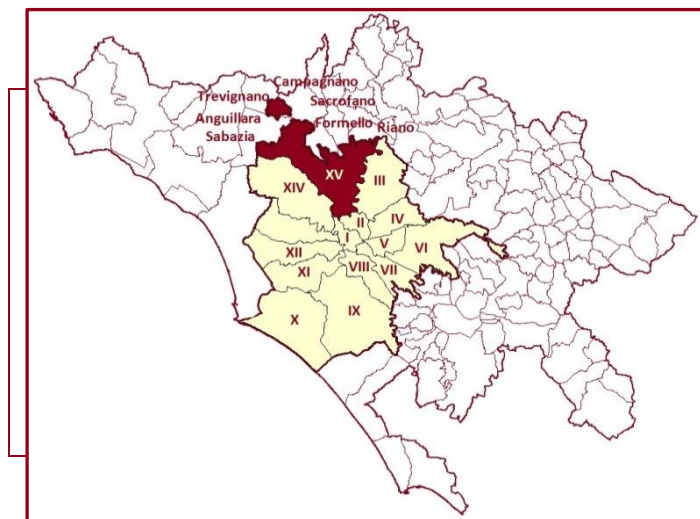 Campagnano
Trevignano
Sacrofano
Anguillara
Formello
Riano
Sabazia
XV
III
XIV
II
IV
I
V
VI
XII
VIII
VII
XI
IX
X